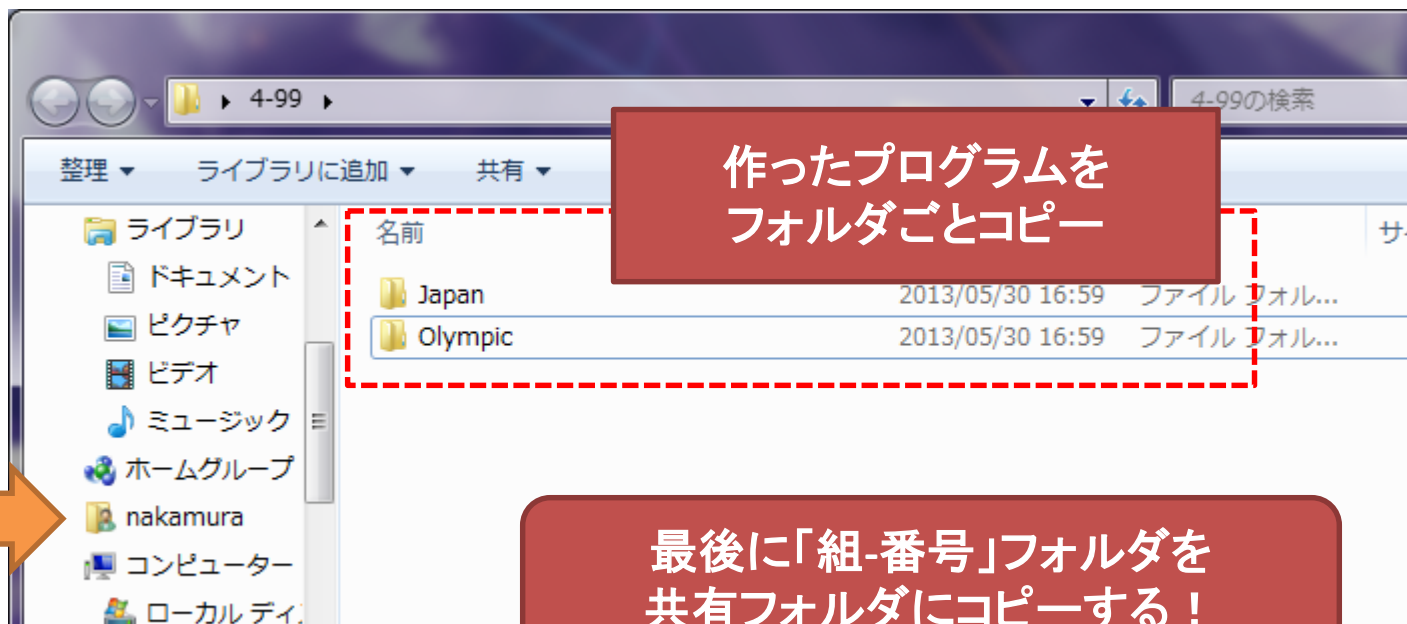 4-99
4-99の検索
作ったプログラムを
フォルダごとコピー
整理 ライブラリに追加 共有
ライブラリ
ドキュメント
ピクチャ
ビデオ
ミュージック
ホームグループ
nakamura
コンピューター
ローカル ディ
名前
Japan 2013/05/30 16:59 ファイル フォル...
Olympic 2013/05/30 16:59 ファイル フォル...
最後に「組-番号」フォルダを
共有フォルダにコピーする！